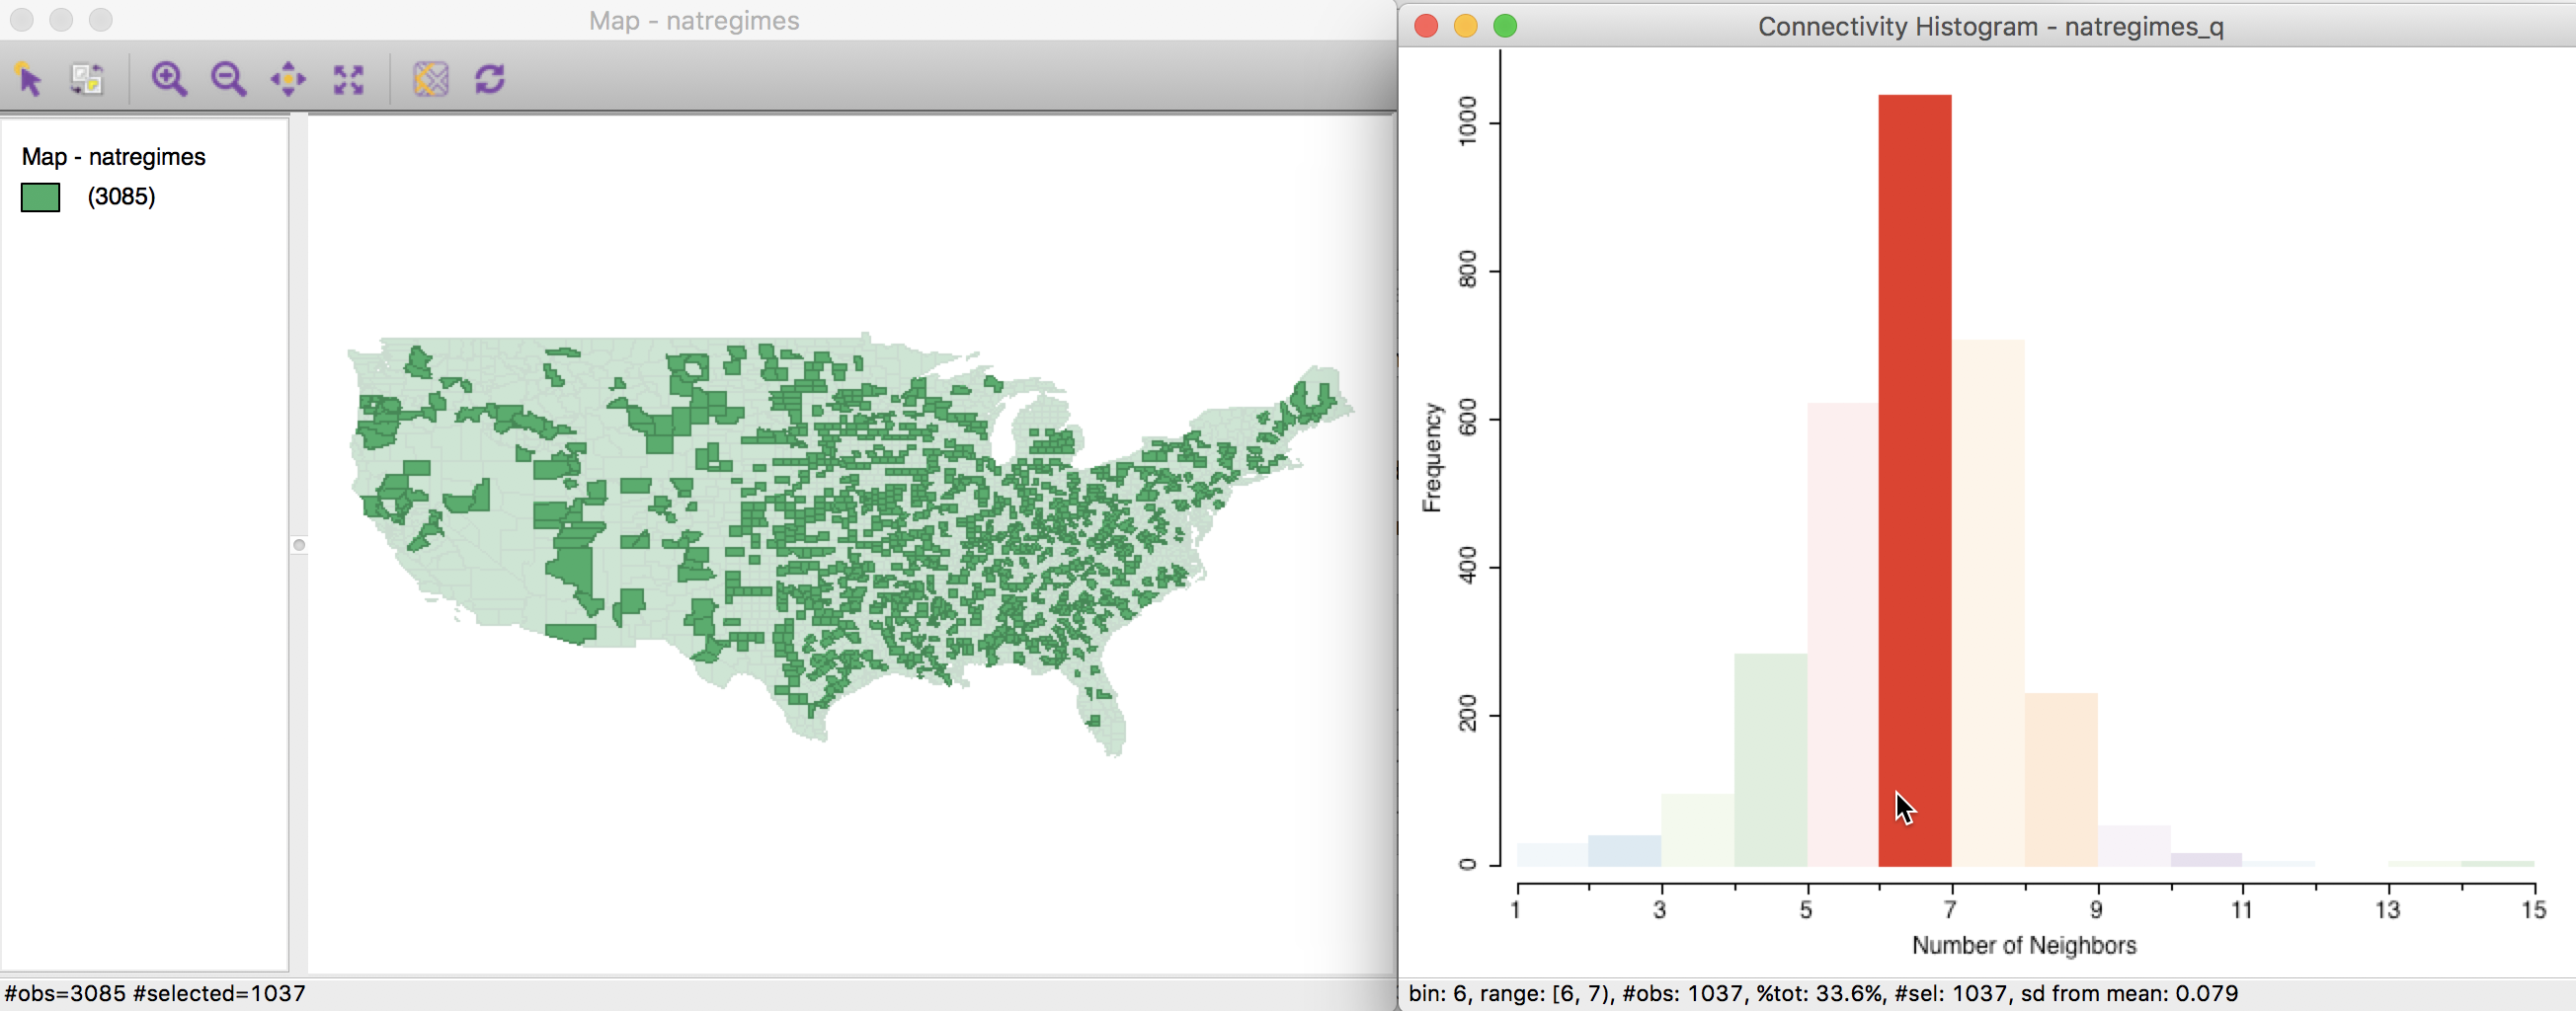 Map - natregimes
Map - natregimes
(3085)
#obs=3085 #selected=1037
Connectivity Histogram - natregimes_q
1000
800
600
400
200
0
Frequency
1 3 5 7 9 11 13 15
Number of Neighbors
bin: 6, range: [6, 7), #obs: 1037, %tot: 33.6%, #sel: 1037, sd from mean: 0.079